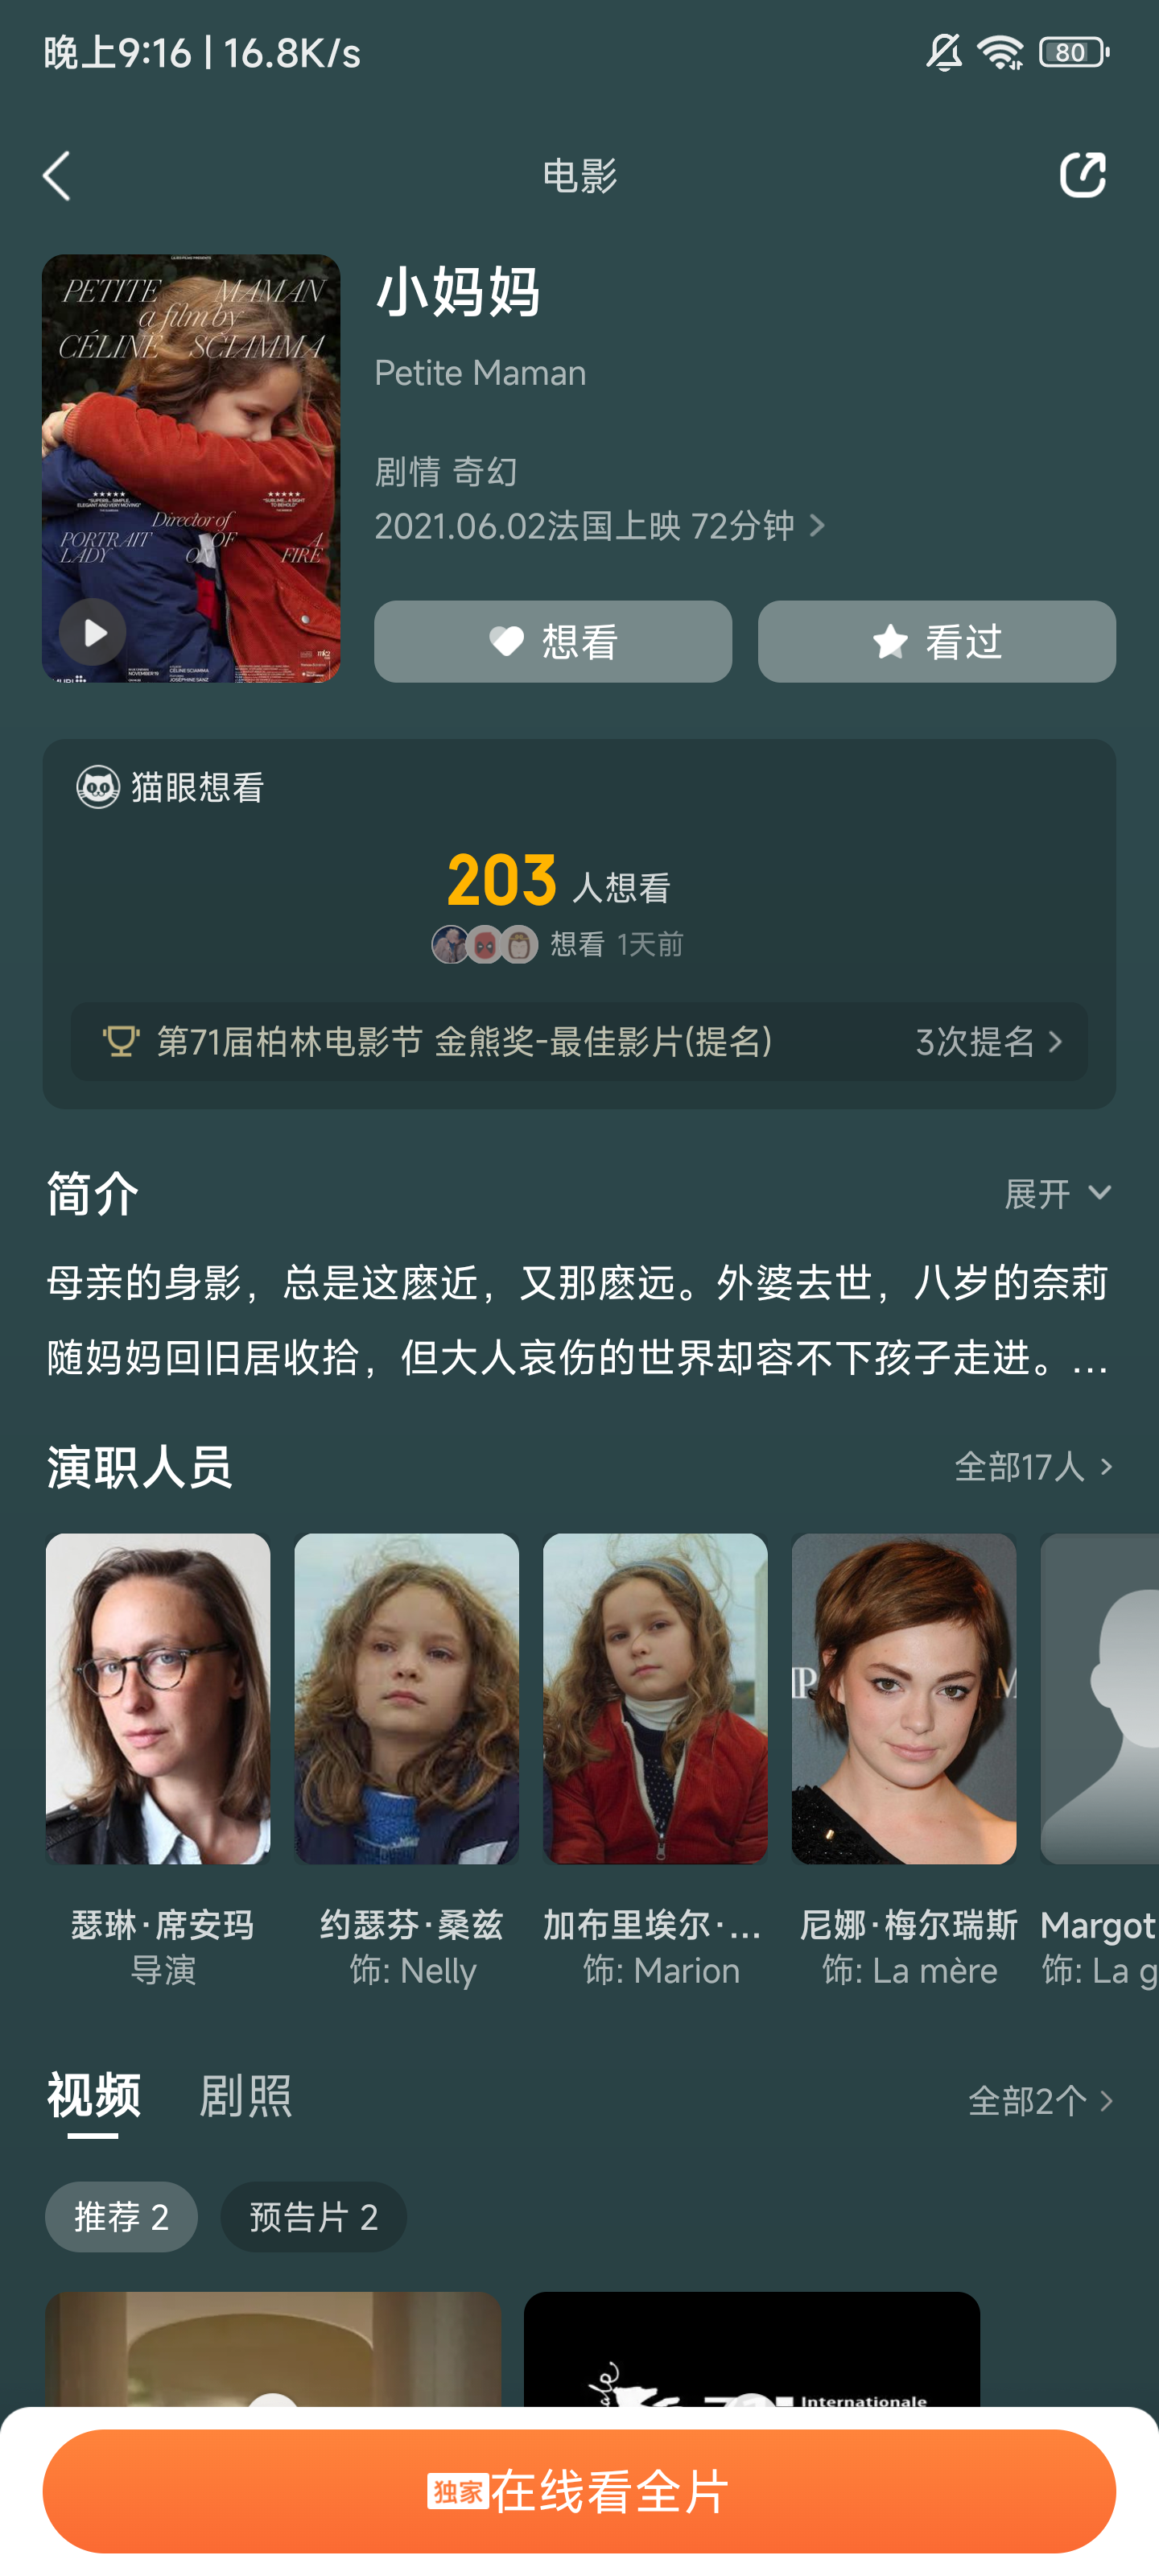 晚上9:16 | 16.8K/s
80
电影
PETITE MAMAN
a film by
CÉLINE SCIAMMA
★★★★★ ★★★★★
Director of
PORTRAIT OF A
LADY ON FIRE
小妈妈
Petite Maman
剧情 奇幻
2021.06.02法国上映 72分钟 >
想看
看过
猫眼想看
203 人想看
想看 1天前
第71届柏林电影节 金熊奖-最佳影片(提名) 3次提名 >
简介
展开
母亲的身影，总是这麽近，又那麽远。外婆去世，八岁的奈莉
随妈妈回旧居收拾，但大人哀伤的世界却容不下孩子走进。...
演职人员
全部17人 >
瑟琳·席安玛
导演
约瑟芬·桑兹
饰: Nelly
加布里埃尔·...
饰: Marion
尼娜·梅尔瑞斯
饰: La mère
Margot
饰: La g
视频 剧照
全部2个 >
推荐 2
预告片 2
Internationale
独家在线看全片